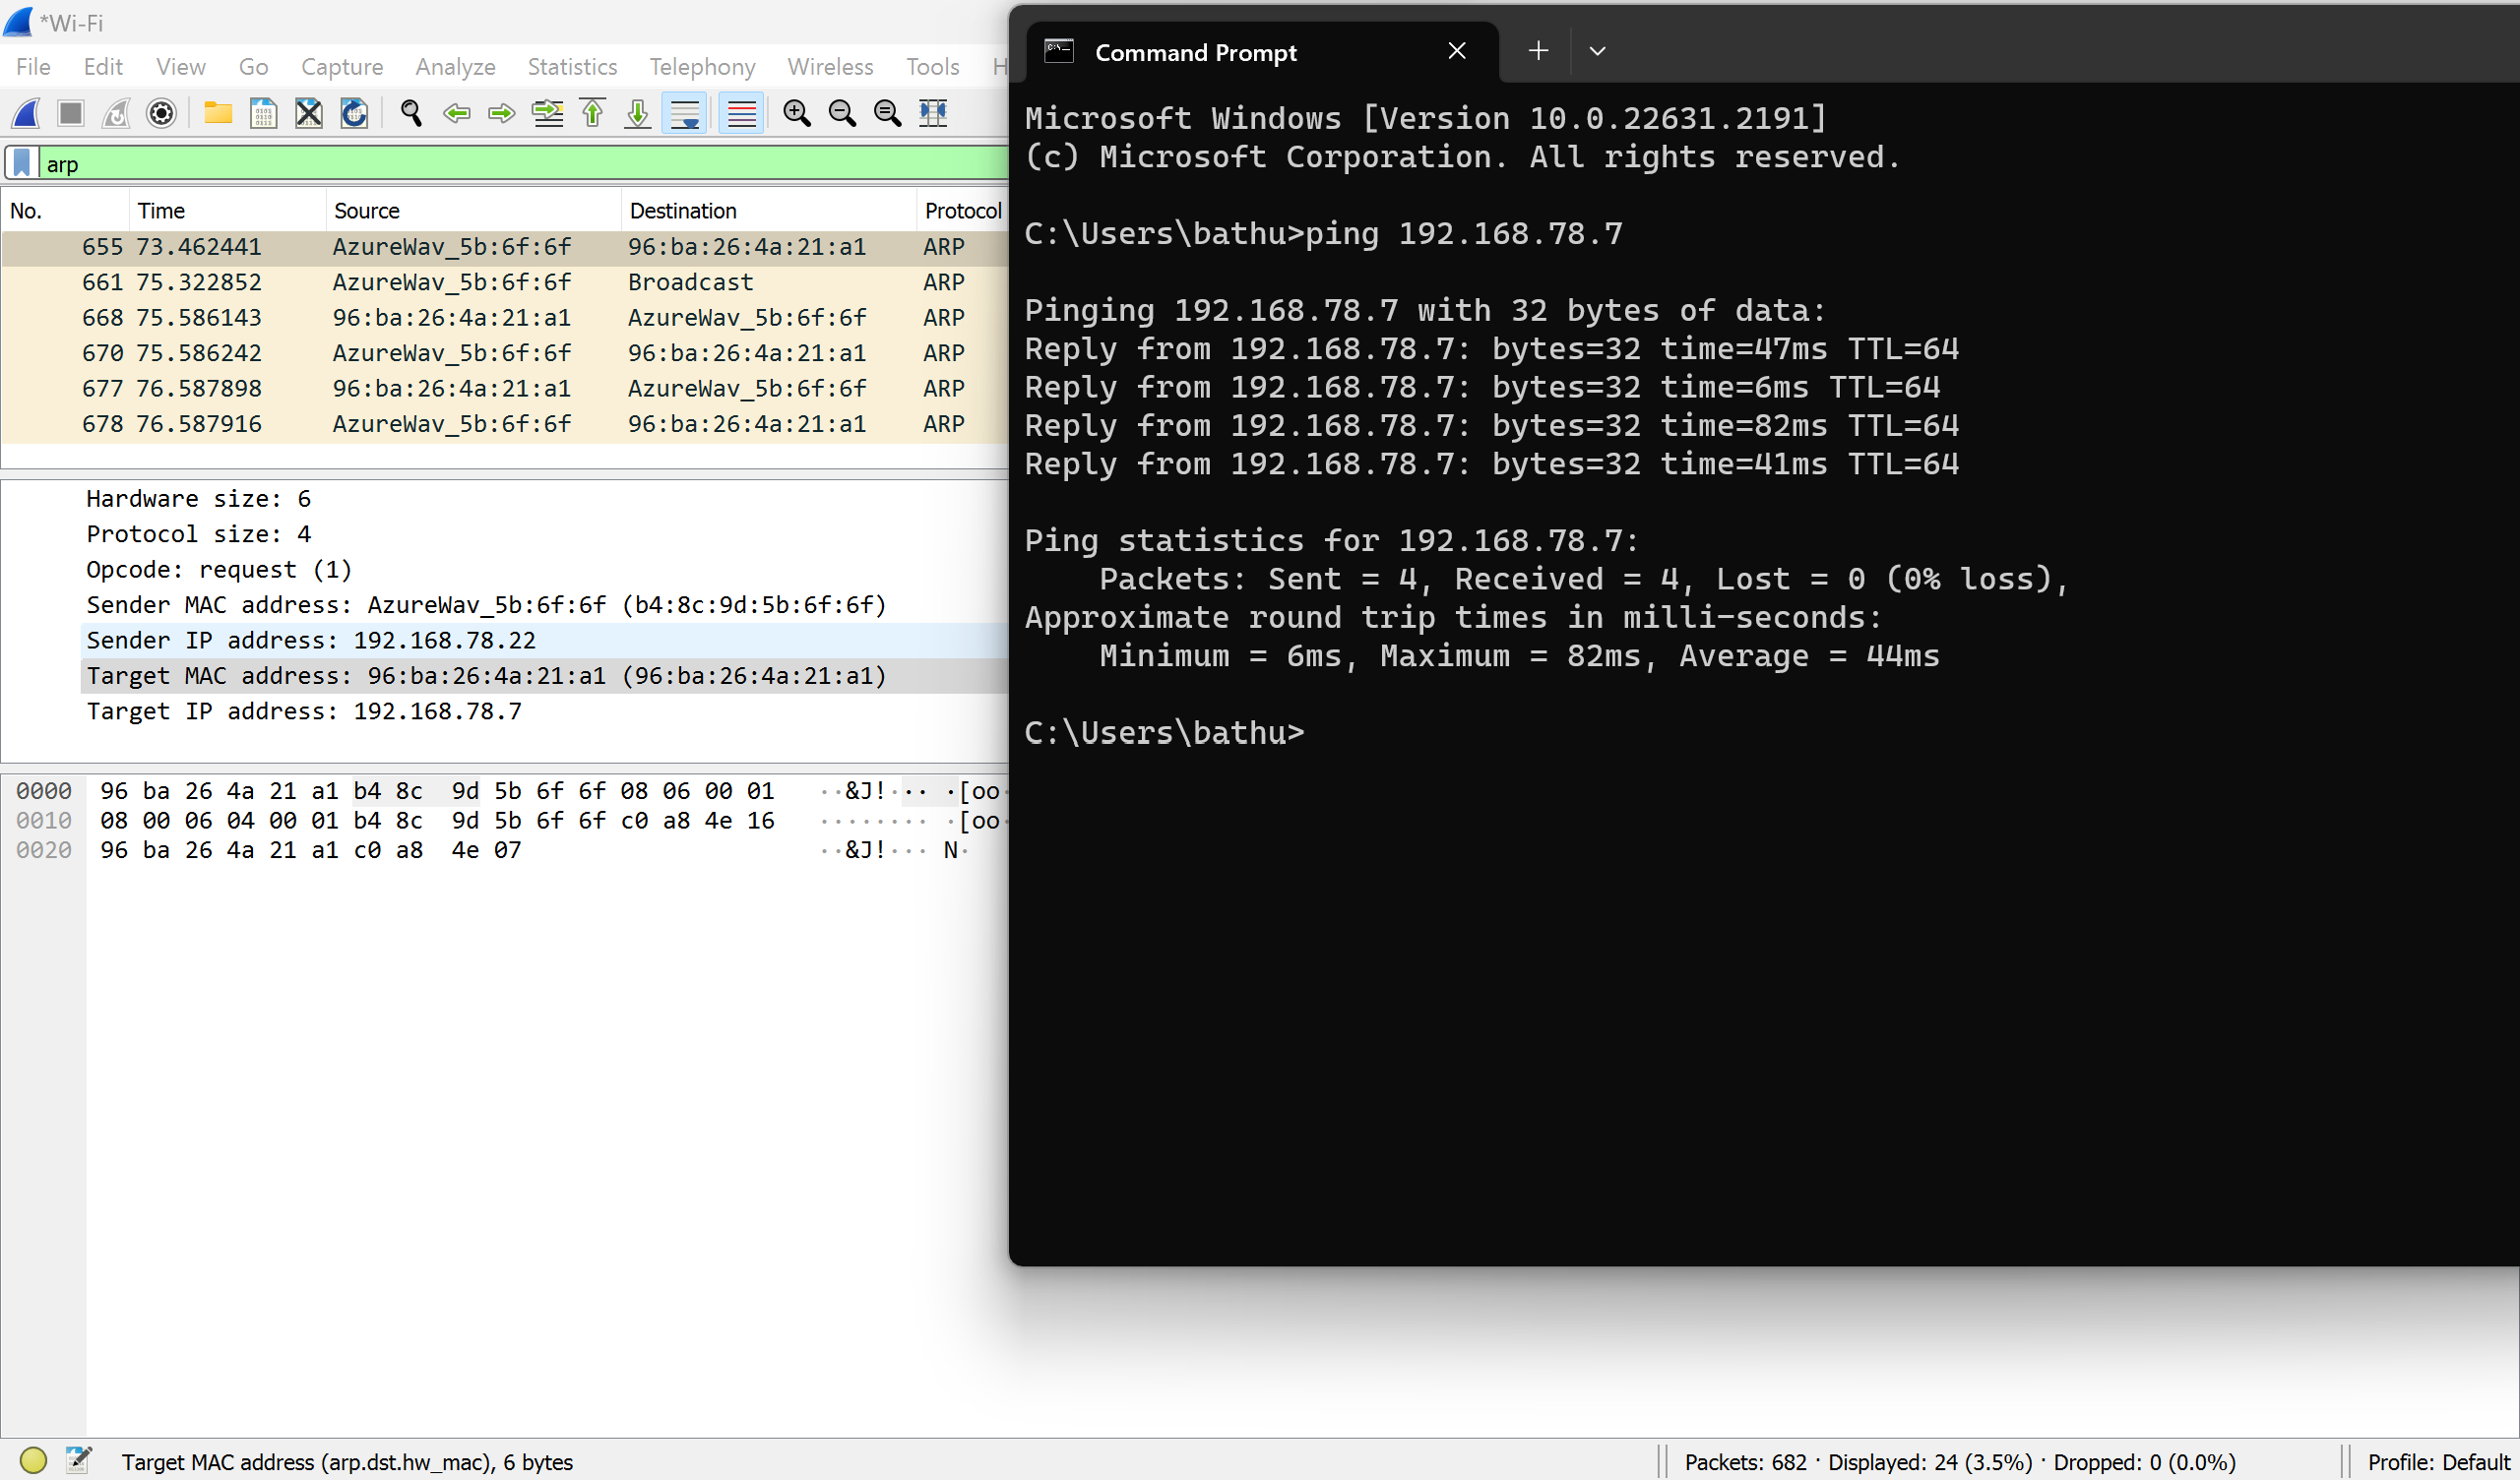 *Wi-Fi
File Edit View Go Capture Analyze Statistics Telephony Wireless Tools H
arp
No. Time Source Destination Protocol
655 73.462441 AzureWav_5b:6f:6f 96:ba:26:4a:21:a1 ARP
661 75.322852 AzureWav_5b:6f:6f Broadcast ARP
668 75.586143 96:ba:26:4a:21:a1 AzureWav_5b:6f:6f ARP
670 75.586242 AzureWav_5b:6f:6f 96:ba:26:4a:21:a1 ARP
677 76.587898 96:ba:26:4a:21:a1 AzureWav_5b:6f:6f ARP
678 76.587916 AzureWav_5b:6f:6f 96:ba:26:4a:21:a1 ARP
Hardware size: 6
Protocol size: 4
Opcode: request (1)
Sender MAC address: AzureWav_5b:6f:6f (b4:8c:9d:5b:6f:6f)
Sender IP address: 192.168.78.22
Target MAC address: 96:ba:26:4a:21:a1 (96:ba:26:4a:21:a1)
Target IP address: 192.168.78.7
0000 96 ba 26 4a 21 a1 b4 8c 9d 5b 6f 6f 08 06 00 01 ··&J!··· ·[oo·
0010 08 00 06 04 00 01 b4 8c 9d 5b 6f 6f c0 a8 4e 16 ········ ·[oo·
0020 96 ba 26 4a 21 a1 c0 a8 4e 07 ··&J!··· N·
Command Prompt
Microsoft Windows [Version 10.0.22631.2191]
(c) Microsoft Corporation. All rights reserved.
C:\Users\bathu>ping 192.168.78.7
Pinging 192.168.78.7 with 32 bytes of data:
Reply from 192.168.78.7: bytes=32 time=47ms TTL=64
Reply from 192.168.78.7: bytes=32 time=6ms TTL=64
Reply from 192.168.78.7: bytes=32 time=82ms TTL=64
Reply from 192.168.78.7: bytes=32 time=41ms TTL=64
Ping statistics for 192.168.78.7:
Packets: Sent = 4, Received = 4, Lost = 0 (0% loss),
Approximate round trip times in milli-seconds:
Minimum = 6ms, Maximum = 82ms, Average = 44ms
C:\Users\bathu>
Target MAC address (arp.dst.hw_mac), 6 bytes
Packets: 682 · Displayed: 24 (3.5%) · Dropped: 0 (0.0%)
Profile: Default